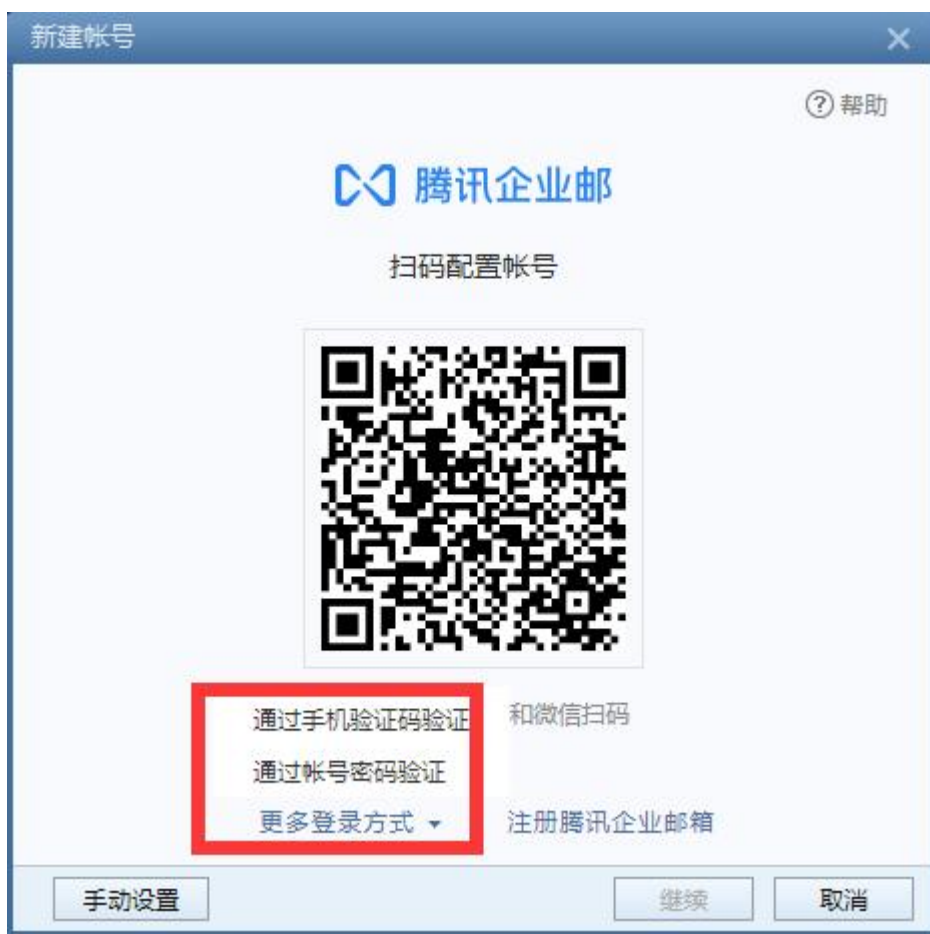 新建帐号
帮助
腾讯企业邮
扫码配置帐号
通过手机验证码验证 和微信扫码
通过帐号密码验证
更多登录方式 注册腾讯企业邮箱
手动设置 继续 取消